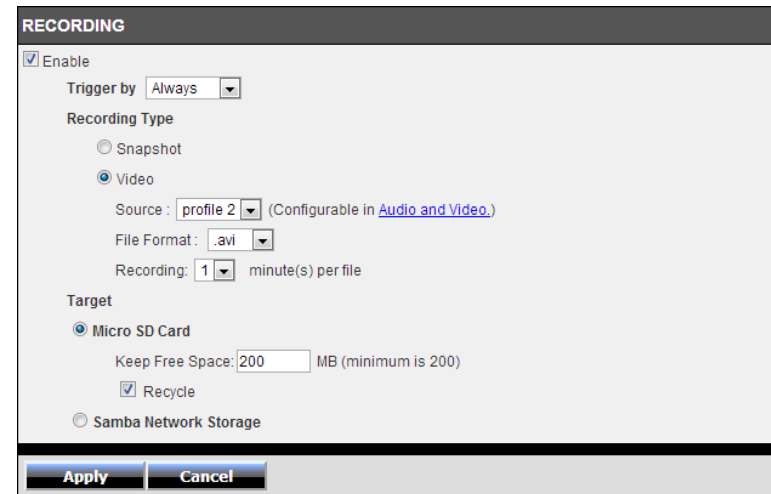 RECORDING
Enable
Trigger by Always
Recording Type
Snapshot
Video
Source : profile 2 (Configurable in Audio and Video.)
File Format : .avi
Recording: 1 minute(s) per file
Target
Micro SD Card
Keep Free Space: 200 MB (minimum is 200)
Recycle
Samba Network Storage
Apply Cancel